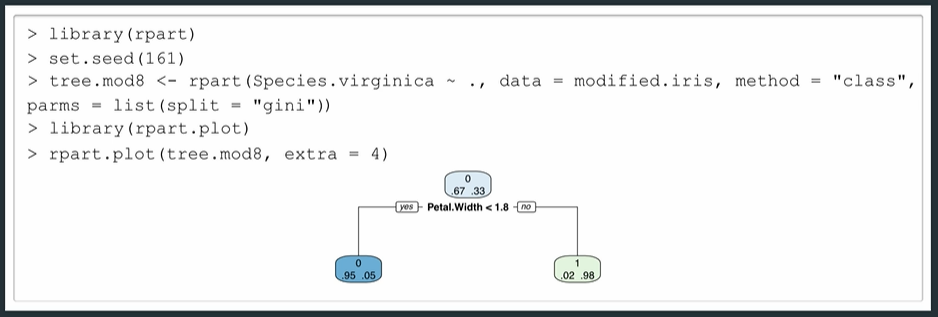 > library(rpart)
> set.seed(161)
> tree.mod8 <- rpart(Species.virginica ~ ., data = modified.iris, method = "class",
parms = list(split = "gini"))
> library(rpart.plot)
> rpart.plot(tree.mod8, extra = 4)
0
.67 .33
yes Petal.Width < 1.8 no
0 1
.95 .05 .02 .98